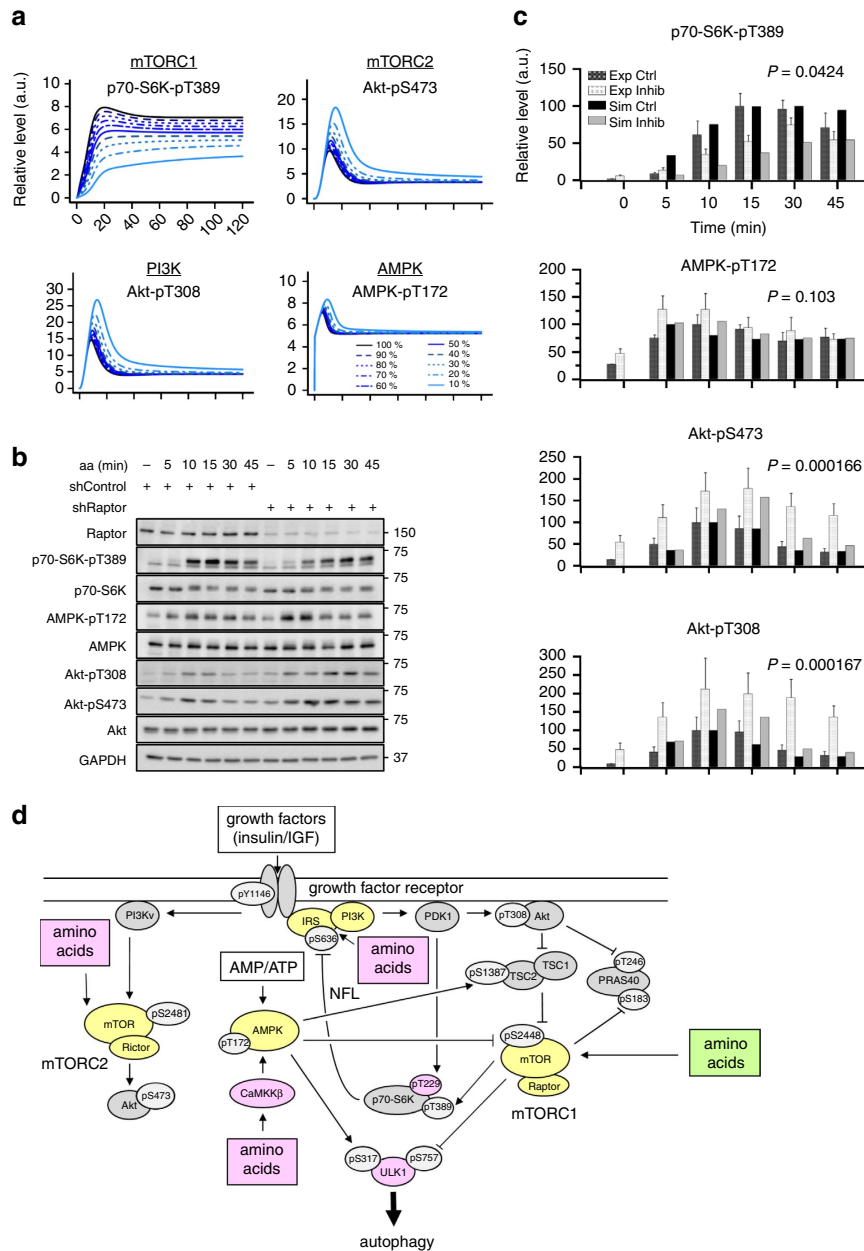 a
mTORC1
p70-S6K-pT389
Relative level (a.u.)
10
8
6
4
2
0
0
20
40
60
80
100
120
mTORC2
Akt-pS473
20
15
10
5
0
PI3K
Akt-pT308
30
25
20
15
10
5
0
AMPK
AMPK-pT172
10
8
6
4
2
0
100 %
90 %
80 %
70 %
60 %
50 %
40 %
30 %
20 %
10 %
b
aa (min) – 5 10 15 30 45 – 5 10 15 30 45
shControl + + + + + +
shRaptor + + + + + +
Raptor 150
p70-S6K-pT389 75
p70-S6K 75
AMPK-pT172 75
AMPK
Akt-pT308 75
Akt-pS473 75
Akt 75
GAPDH 37
c
p70-S6K-pT389
Relative level (a.u.)
150
100
50
0
Exp Ctrl
Exp Inhib
Sim Ctrl
Sim Inhib
P = 0.0424
0 5 10 15 30 45
Time (min)
AMPK-pT172
P = 0.103
200
150
100
50
0
Akt-pS473
P = 0.000166
250
200
150
100
50
0
Akt-pT308
P = 0.000167
300
250
200
150
100
50
0
d
growth factors
(insulin/IGF)
growth factor receptor
pY1146
PI3Kv
IRS
PI3K
pS636
PDK1
pT308
Akt
amino
acids
amino
acids
AMP/ATP
NFL
pS1387
TSC2
TSC1
pT246
PRAS40
pS183
mTOR
pS2481
Rictor
mTORC2
AMPK
pT172
pS2448
mTOR
Raptor
mTORC1
amino
acids
Akt
pS473
CaMKKβ
p70-S6K
pT229
pT389
amino
acids
pS317
ULK1
pS757
autophagy